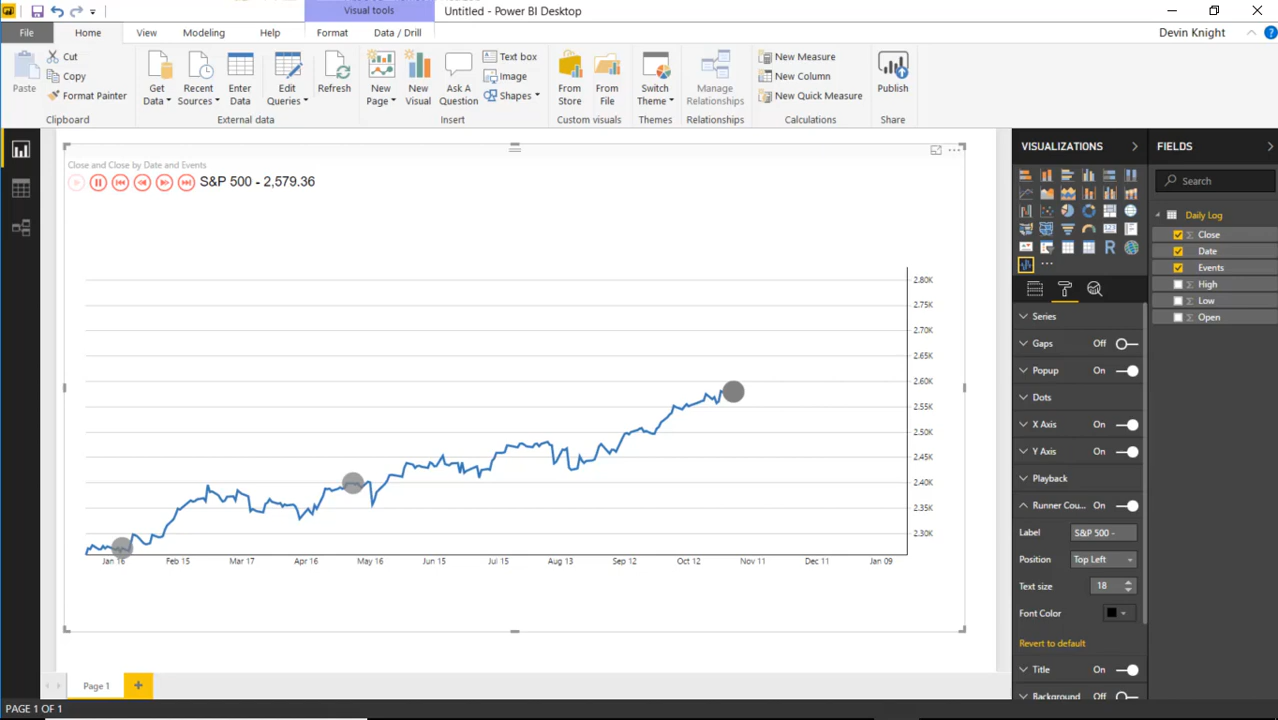 Visual tools
Untitled - Power BI Desktop
File
Home
View
Modeling
Help
Format
Data / Drill
Devin Knight
?
Paste
Cut
Copy
Format Painter
Clipboard
Get Data
Recent Sources
Enter Data
Edit Queries
Refresh
External data
New Page
New Visual
Ask A Question
Text box
Image
Shapes
Insert
From Store
From File
Custom visuals
Switch Theme
Themes
Manage Relationships
Relationships
New Measure
New Column
New Quick Measure
Calculations
Publish
Share
Close and Close by Date and Events
S&P 500 - 2,579.36
2.80K
2.75K
2.70K
2.65K
2.60K
2.55K
2.50K
2.45K
2.40K
2.35K
2.30K
Jan 16 Feb 15 Mar 17 Apr 16 May 16 Jun 15 Jul 15 Aug 13 Sep 12 Oct 12 Nov 11 Dec 11 Jan 09
VISUALIZATIONS
R
Series
Gaps Off
Popup On
Dots
X Axis On
Y Axis On
Playback
Runner Cou... On
Label S&P 500 -
Position Top Left
Text size 18
Font Color
Revert to default
Title On
Background Off
FIELDS
Search
Daily Log
Σ Close
Date
Events
Σ High
Σ Low
Σ Open
Page 1
+
PAGE 1 OF 1